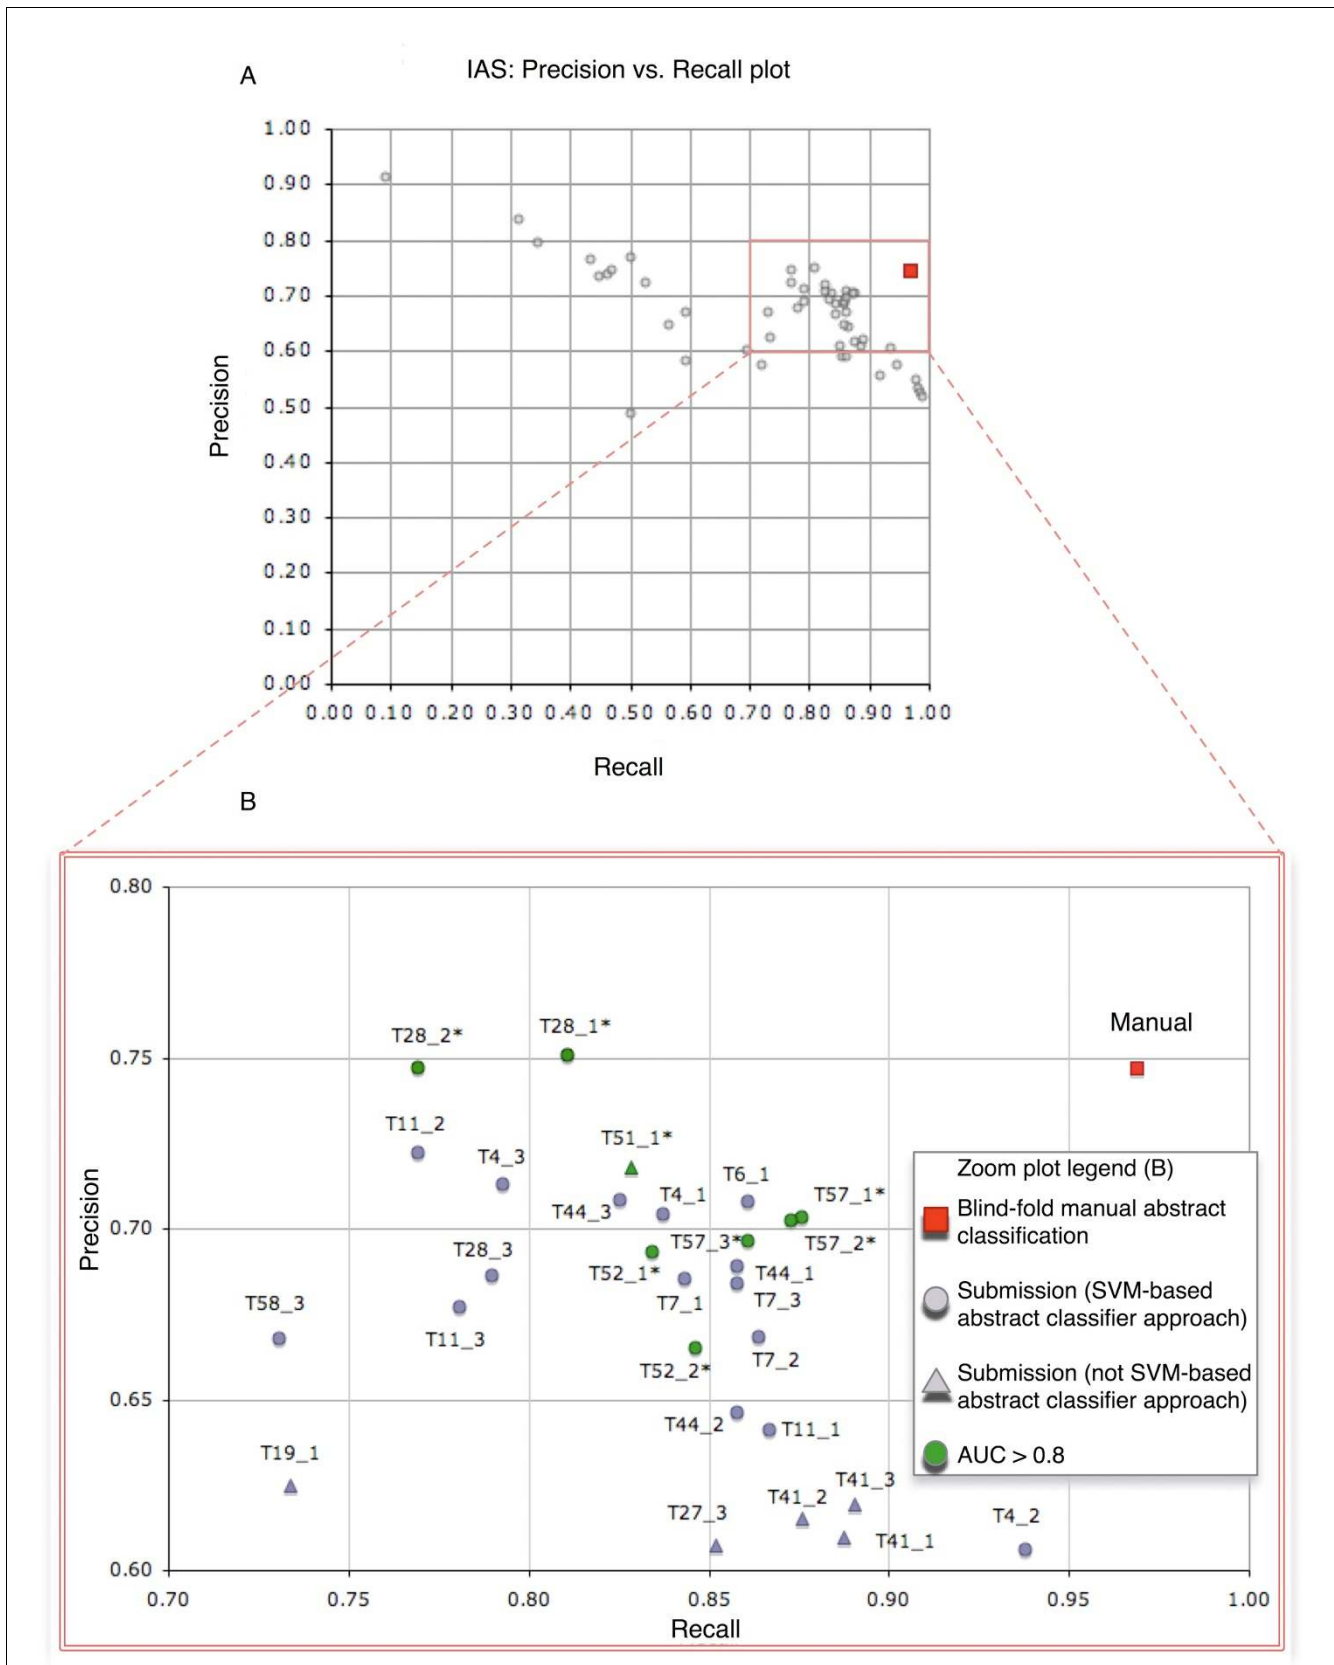 A
IAS: Precision vs. Recall plot
1.00
0.90
0.80
0.70
0.60
0.50
0.40
0.30
0.20
0.10
0.00
Precision
0.00 0.10 0.20 0.30 0.40 0.50 0.60 0.70 0.80 0.90 1.00
Recall
B
0.80
0.75
0.70
0.65
0.60
Precision
T28_2*
T28_1*
Manual
T11_2
T51_1*
T4_3
T6_1
T44_3
T4_1
T57_1*
T28_3
T57_3*
T57_2*
T52_1*
T44_1
T58_3
T7_1
T7_3
T11_3
T7_2
T52_2*
T44_2
T11_1
T19_1
T41_3
T27_3
T41_2
T41_1
T4_2
Zoom plot legend (B)
Blind-fold manual abstract
classification
Submission (SVM-based
abstract classifier approach)
Submission (not SVM-based
abstract classifier approach)
AUC > 0.8
0.70 0.75 0.80 0.85 0.90 0.95 1.00
Recall